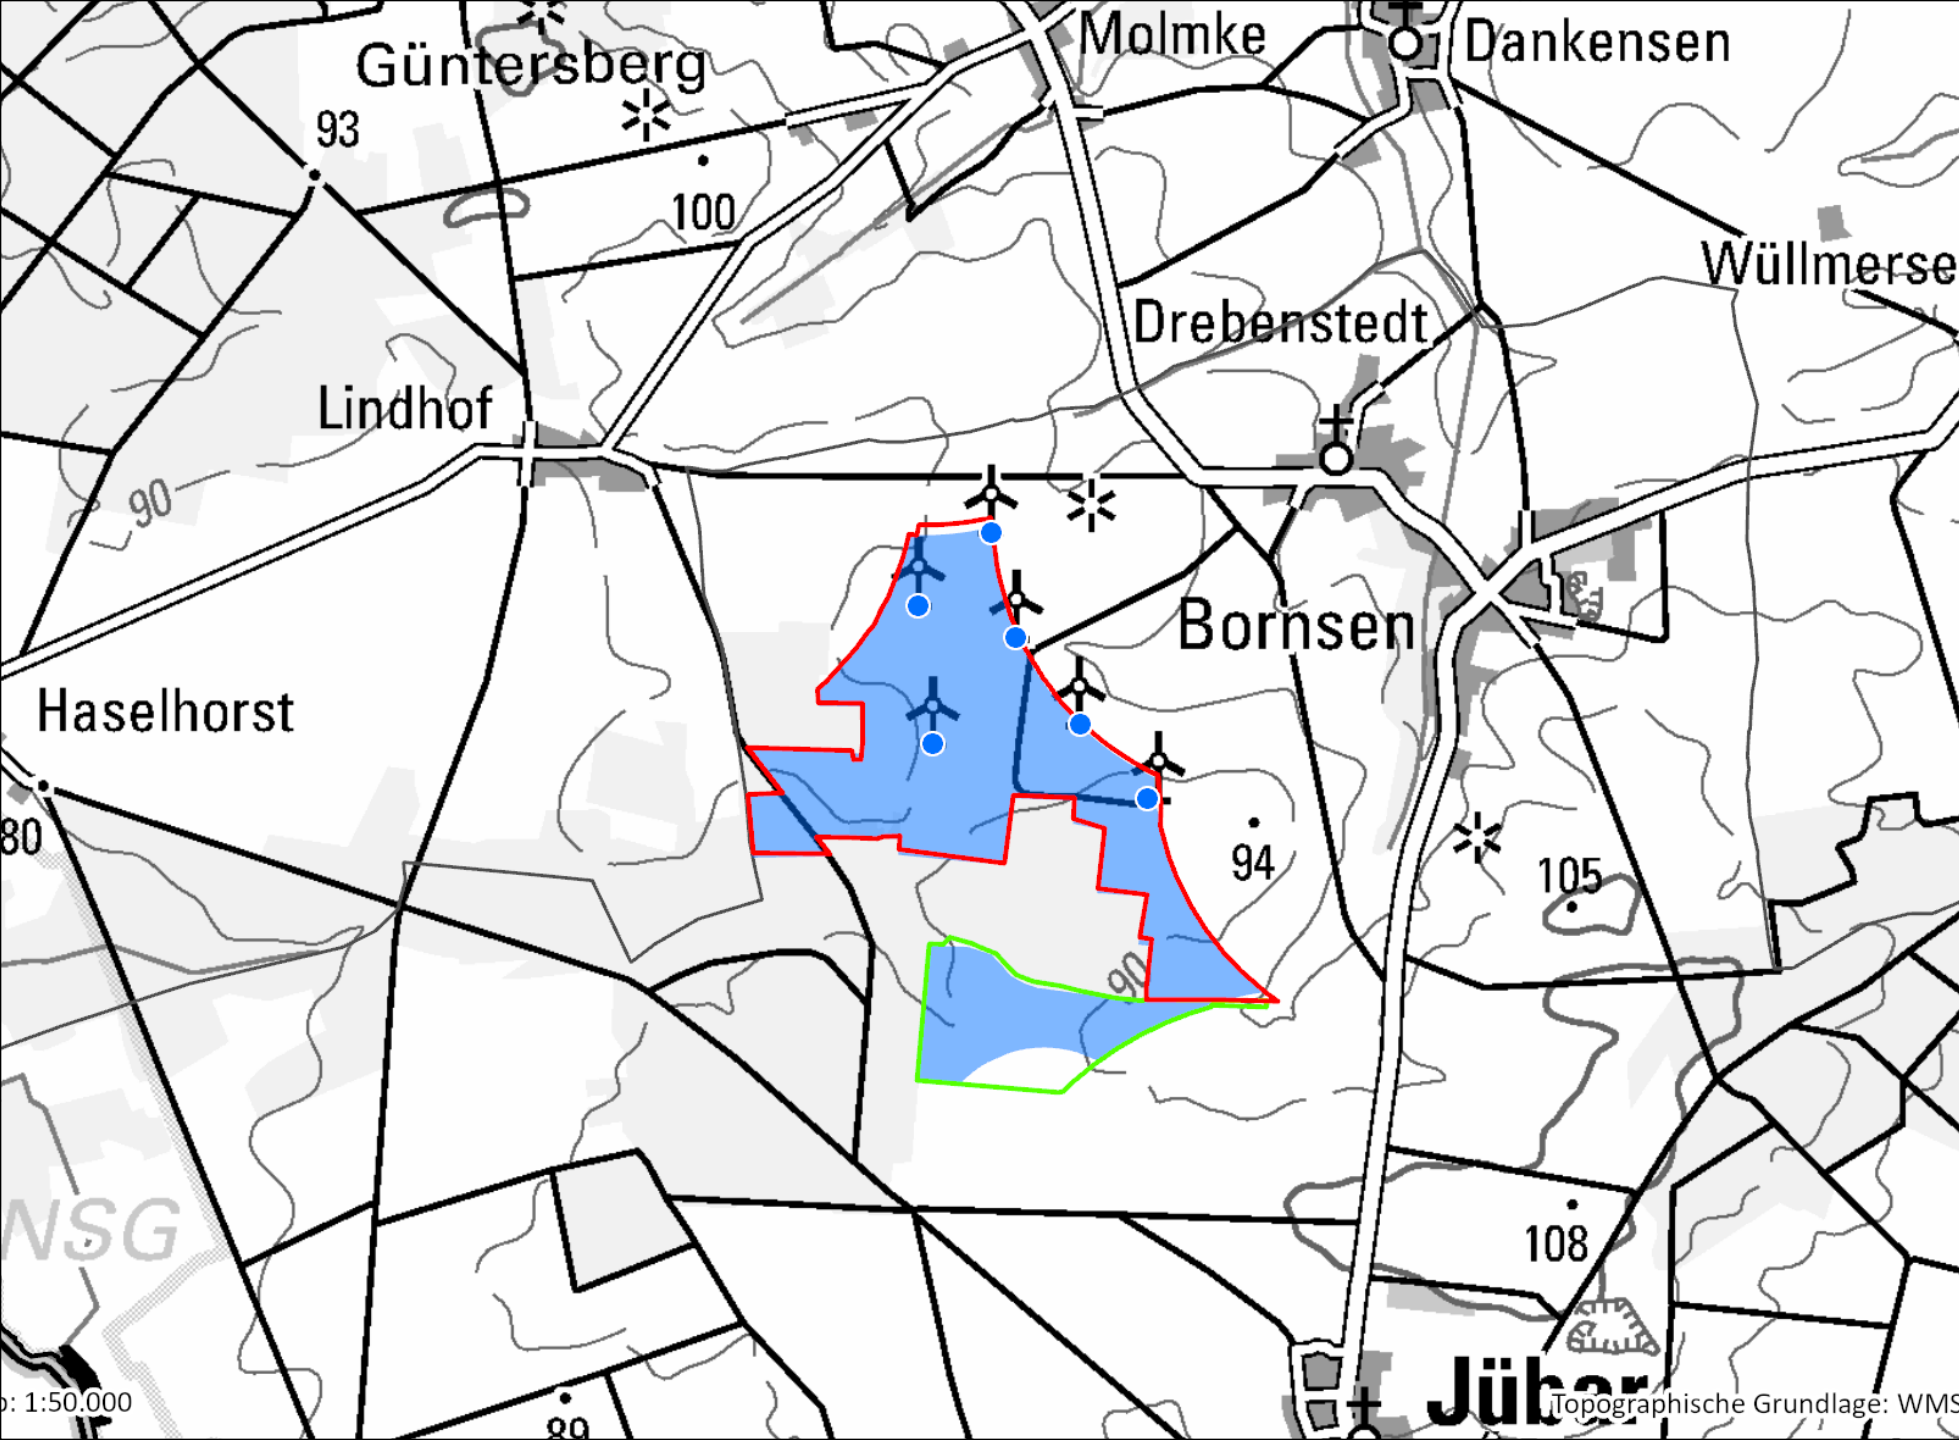 Molmke
Dankensen
Güntersberg
93
100
Wüllmerse
Drebenstedt
Lindhof
90
Bornsen
Haselhorst
80
94
105
90
NSG
108
Jübar
: 1:50.000
Topographische Grundlage: WMS
89